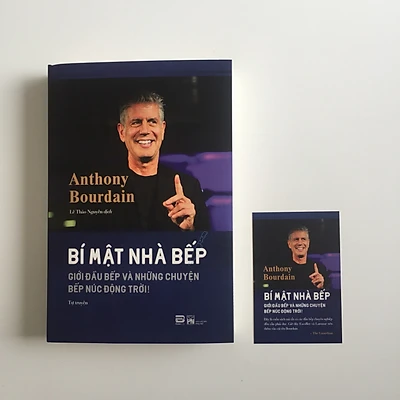 Anthony
Bourdain
Lê Thảo Nguyên dịch
BÍ MẬT NHÀ BẾP
GIỚI ĐẦU BẾP VÀ NHỮNG CHUYỆN
BẾP NÚC ĐỘNG TRỜI!
Tự truyện
Anthony
Bourdain
BÍ MẬT NHÀ BẾP
GIỚI ĐẦU BẾP VÀ NHỮNG CHUYỆN
BẾP NÚC ĐỘNG TRỜI!